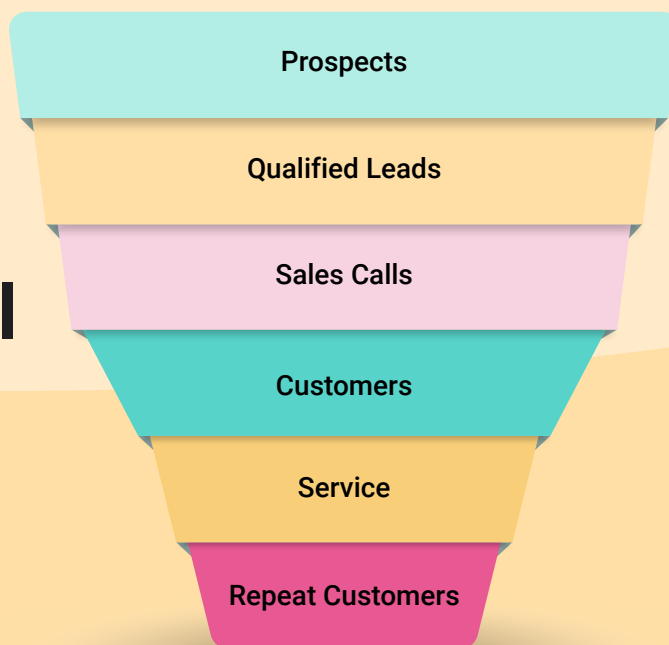 Prospects
Qualified Leads
Sales Calls
Customers
Service
Repeat Customers